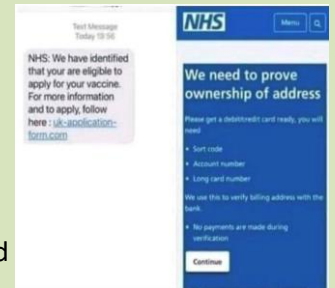 Text Message
Today 19:56
NHS: We have identified
that your are eligible to
apply for your vaccine.
For more information
and to apply, follow
here : uk-application-
form.com
d
NHS
Menu
We need to prove
ownership of address
Please get a debit/credit card ready, you will
need
• Sort code
• Account number
• Long card number
We use this to verify billing address with the
bank.
• No payments are made during
verification
Continue